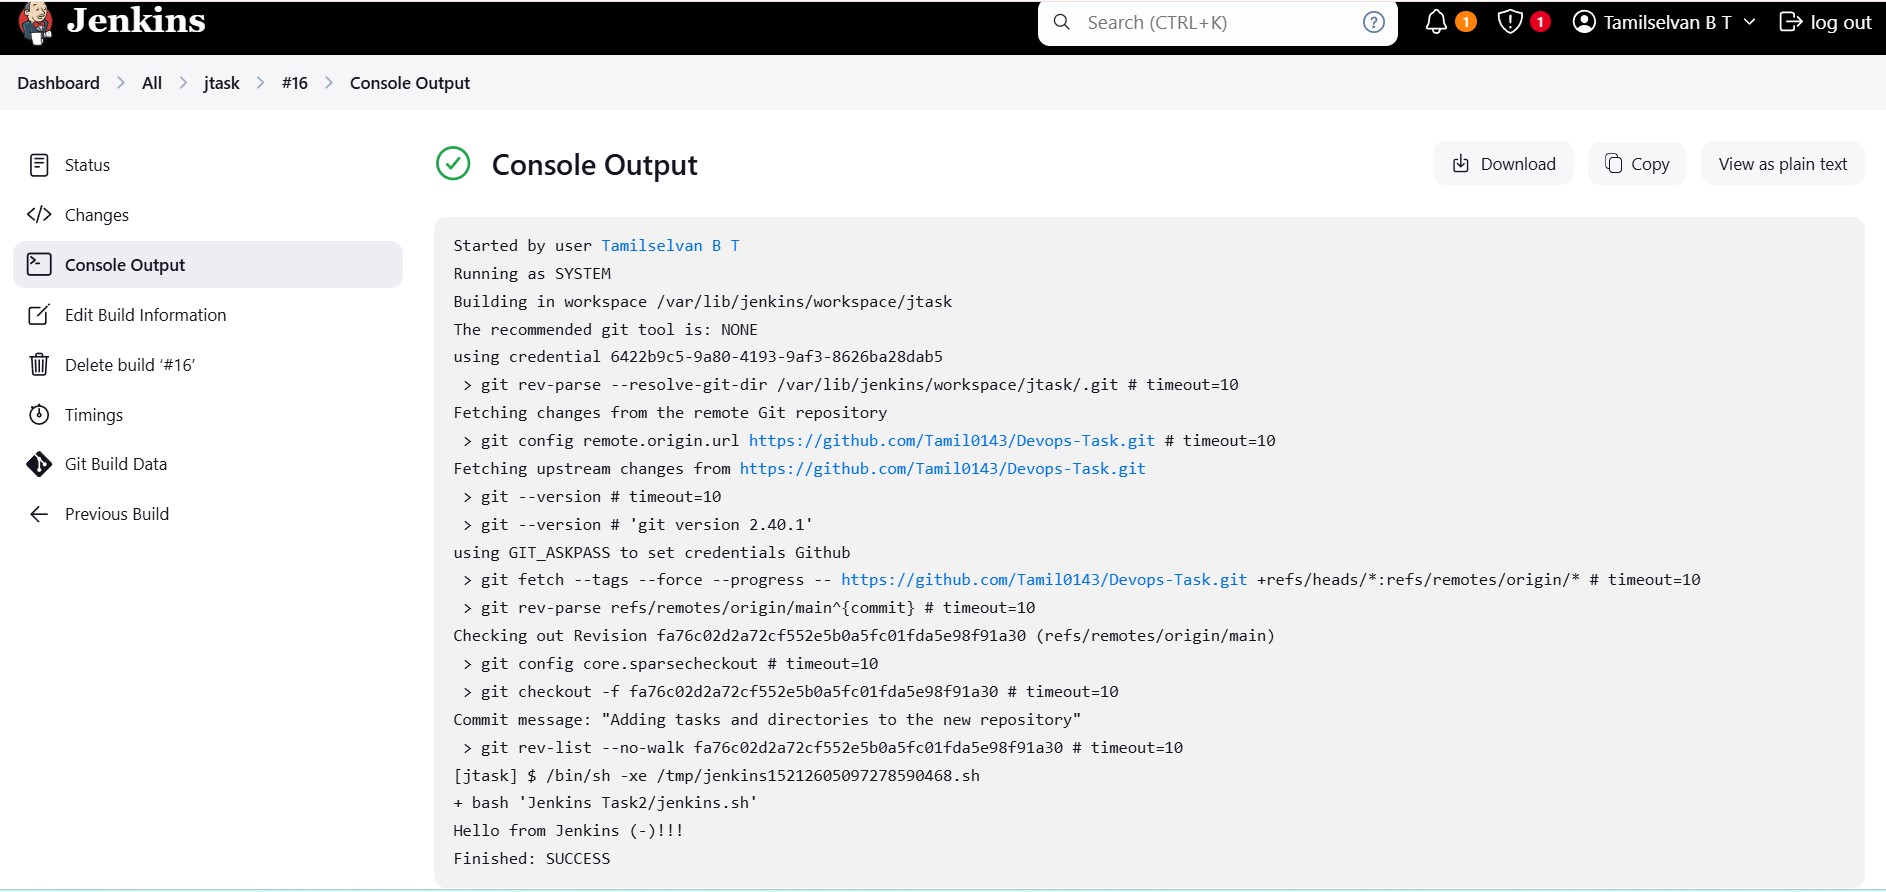 Jenkins
Search (CTRL+K)
?
1
1
Tamilselvan B T
log out
Dashboard > All > jtask > #16 > Console Output
Status
Changes
Console Output
Edit Build Information
Delete build ‘#16’
Timings
Git Build Data
Previous Build
Console Output
Download
Copy
View as plain text
Started by user Tamilselvan B T
Running as SYSTEM
Building in workspace /var/lib/jenkins/workspace/jtask
The recommended git tool is: NONE
using credential 6422b9c5-9a80-4193-9af3-8626ba28dab5
> git rev-parse --resolve-git-dir /var/lib/jenkins/workspace/jtask/.git # timeout=10
Fetching changes from the remote Git repository
> git config remote.origin.url https://github.com/Tamil0143/Devops-Task.git # timeout=10
Fetching upstream changes from https://github.com/Tamil0143/Devops-Task.git
> git --version # timeout=10
> git --version # 'git version 2.40.1'
using GIT_ASKPASS to set credentials Github
> git fetch --tags --force --progress -- https://github.com/Tamil0143/Devops-Task.git +refs/heads/*:refs/remotes/origin/* # timeout=10
> git rev-parse refs/remotes/origin/main^{commit} # timeout=10
Checking out Revision fa76c02d2a72cf552e5b0a5fc01fda5e98f91a30 (refs/remotes/origin/main)
> git config core.sparsecheckout # timeout=10
> git checkout -f fa76c02d2a72cf552e5b0a5fc01fda5e98f91a30 # timeout=10
Commit message: "Adding tasks and directories to the new repository"
> git rev-list --no-walk fa76c02d2a72cf552e5b0a5fc01fda5e98f91a30 # timeout=10
[jtask] $ /bin/sh -xe /tmp/jenkins15212605097278590468.sh
+ bash 'Jenkins Task2/jenkins.sh'
Hello from Jenkins (-)!!!
Finished: SUCCESS